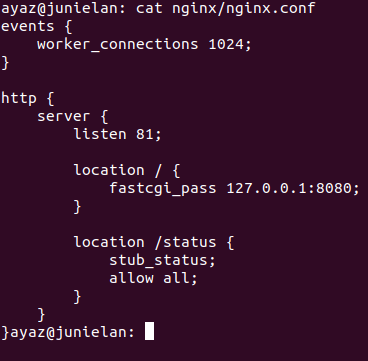 ayaz@junielan: cat nginx/nginx.conf
events {
    worker_connections 1024;
}

http {
    server {
        listen 81;

        location / {
            fastcgi_pass 127.0.0.1:8080;
        }

        location /status {
            stub_status;
            allow all;
        }
    }
}ayaz@junielan: